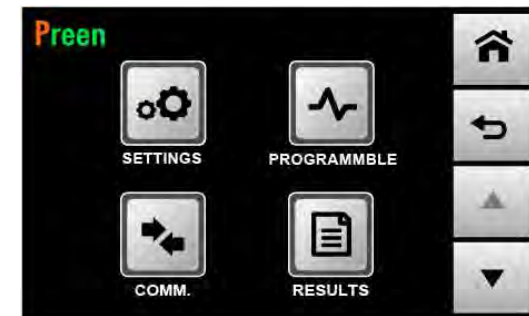 Preen
SETTINGS
PROGRAMMBLE
COMM.
RESULTS